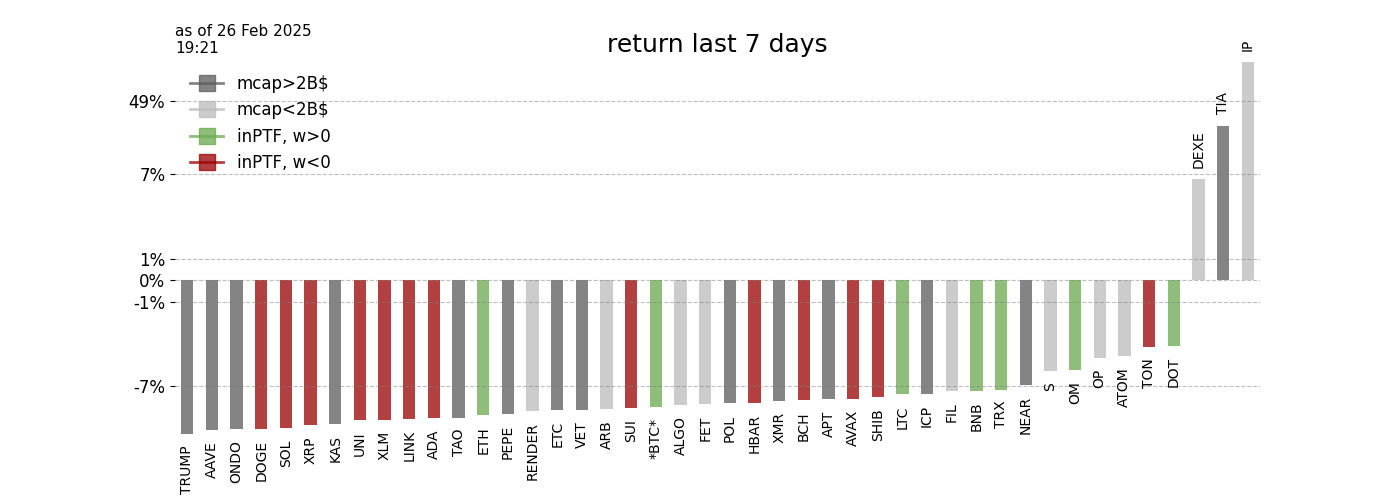 as of 26 Feb 2025
19:21
return last 7 days
mcap>2B$
mcap<2B$
inPTF, w>0
inPTF, w<0
49%
7%
1%
0%
-1%
-7%
TRUMP
AAVE
ONDO
DOGE
SOL
XRP
KAS
UNI
XLM
LINK
ADA
TAO
ETH
PEPE
RENDER
ETC
VET
ARB
SUI
*BTC*
ALGO
FET
POL
HBAR
XMR
BCH
APT
AVAX
SHIB
LTC
ICP
FIL
BNB
TRX
NEAR
S
OM
OP
ATOM
TON
DOT
DEXE
TIA
IP